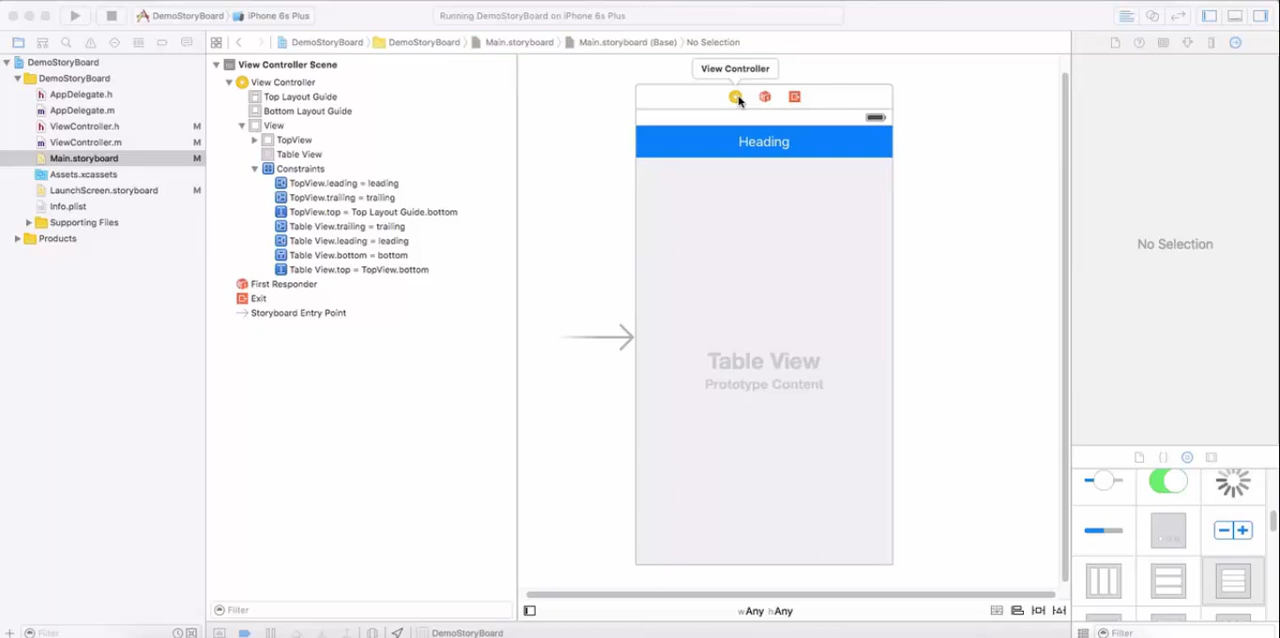 DemoStoryBoard 〉 iPhone 6s Plus
Running DemoStoryBoard on iPhone 6s Plus
DemoStoryBoard 〉 DemoStoryBoard 〉 Main.storyboard 〉 Main.storyboard (Base) 〉 No Selection
DemoStoryBoard
DemoStoryBoard
AppDelegate.h
AppDelegate.m
ViewController.h M
ViewController.m M
Main.storyboard M
Assets.xcassets
LaunchScreen.storyboard M
Info.plist
Supporting Files
Products
Filter
View Controller Scene
View Controller
Top Layout Guide
Bottom Layout Guide
View
TopView
Table View
Constraints
TopView.leading = leading
TopView.trailing = trailing
TopView.top = Top Layout Guide.bottom
Table View.trailing = trailing
Table View.leading = leading
Table View.bottom = bottom
Table View.top = TopView.bottom
First Responder
Exit
Storyboard Entry Point
Filter
View Controller
Heading
Table View
Prototype Content
wAny hAny
DemoStoryBoard
No Selection
Filter